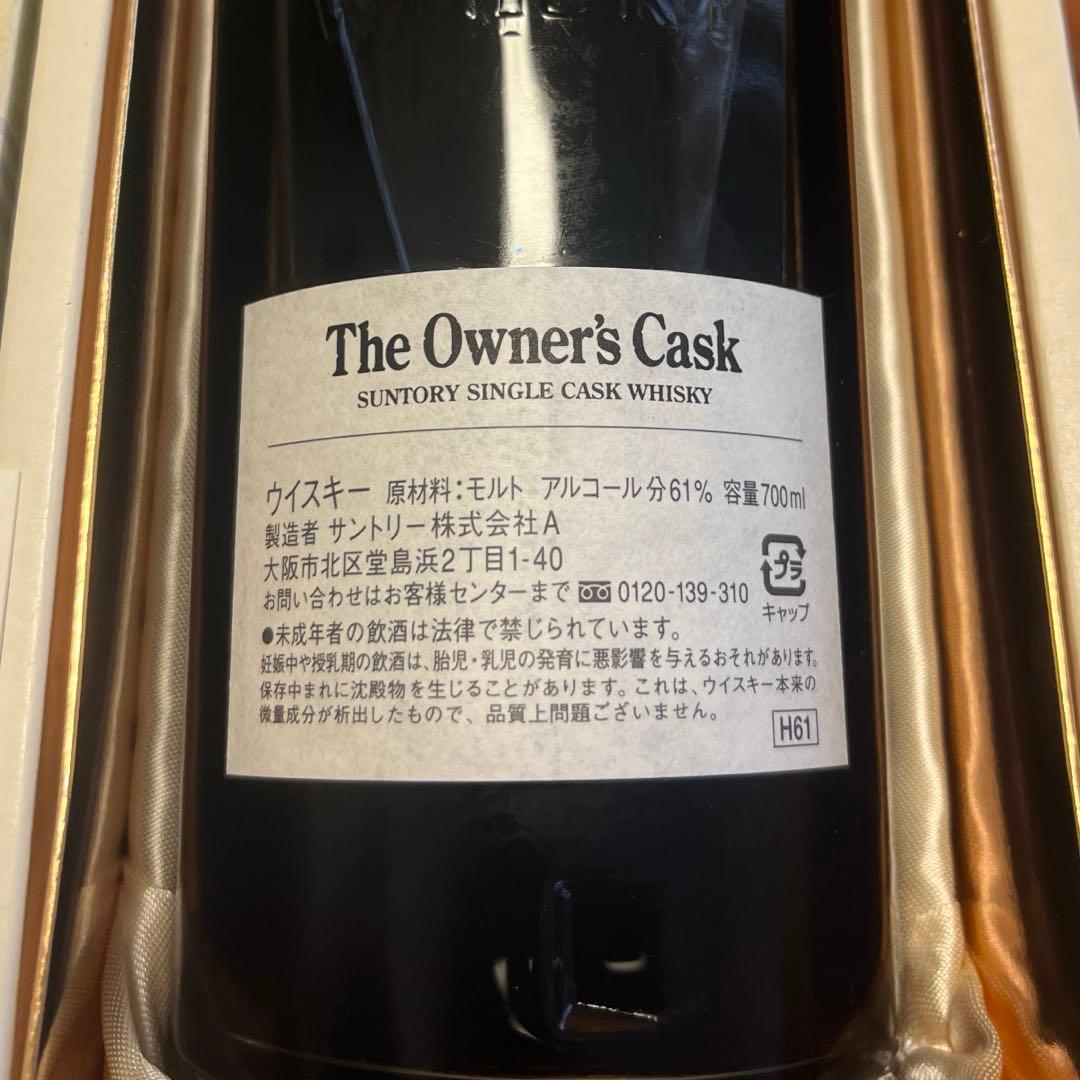 The Owner's Cask
SUNTORY SINGLE CASK WHISKY
ウイスキー 原材料：モルト アルコール分61% 容量700ml
製造者 サントリー株式会社A
大阪市北区堂島浜2丁目1-40
お問い合わせはお客様センターまで 0120-139-310
プラ
キャップ
●未成年者の飲酒は法律で禁じられています。
妊娠中や授乳期の飲酒は、胎児・乳児の発育に悪影響を与えるおそれがあります。
保存中まれに沈殿物を生じることがあります。これは、ウイスキー本来の
微量成分が析出したもので、品質上問題ございません。
H61